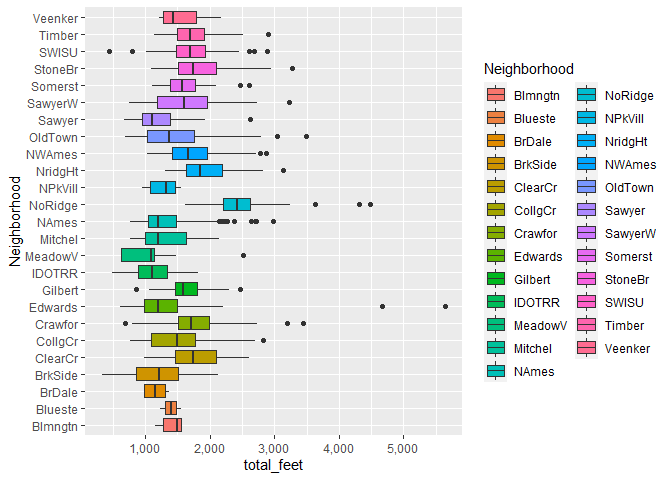 Neighborhood
Veenker
Timber
SWISU
StoneBr
Somerst
SawyerW
Sawyer
OldTown
NWAmes
NridgHt
NPkVill
NoRidge
NAmes
Mitchel
MeadowV
IDOTRR
Gilbert
Edwards
Crawfor
CollgCr
ClearCr
BrkSide
BrDale
Blueste
Blmngtn
1,000 2,000 3,000 4,000 5,000
total_feet
Neighborhood
Blmngtn
Blueste
BrDale
BrkSide
ClearCr
CollgCr
Crawfor
Edwards
Gilbert
IDOTRR
MeadowV
Mitchel
NAmes
NoRidge
NPkVill
NridgHt
NWAmes
OldTown
Sawyer
SawyerW
Somerst
StoneBr
SWISU
Timber
Veenker